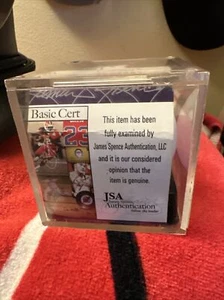 Basic Cert
This item has been
fully examined by
James Spence Authentication, LLC
and it is our considered
opinion that the
item is genuine.
23
JSA
Authentication